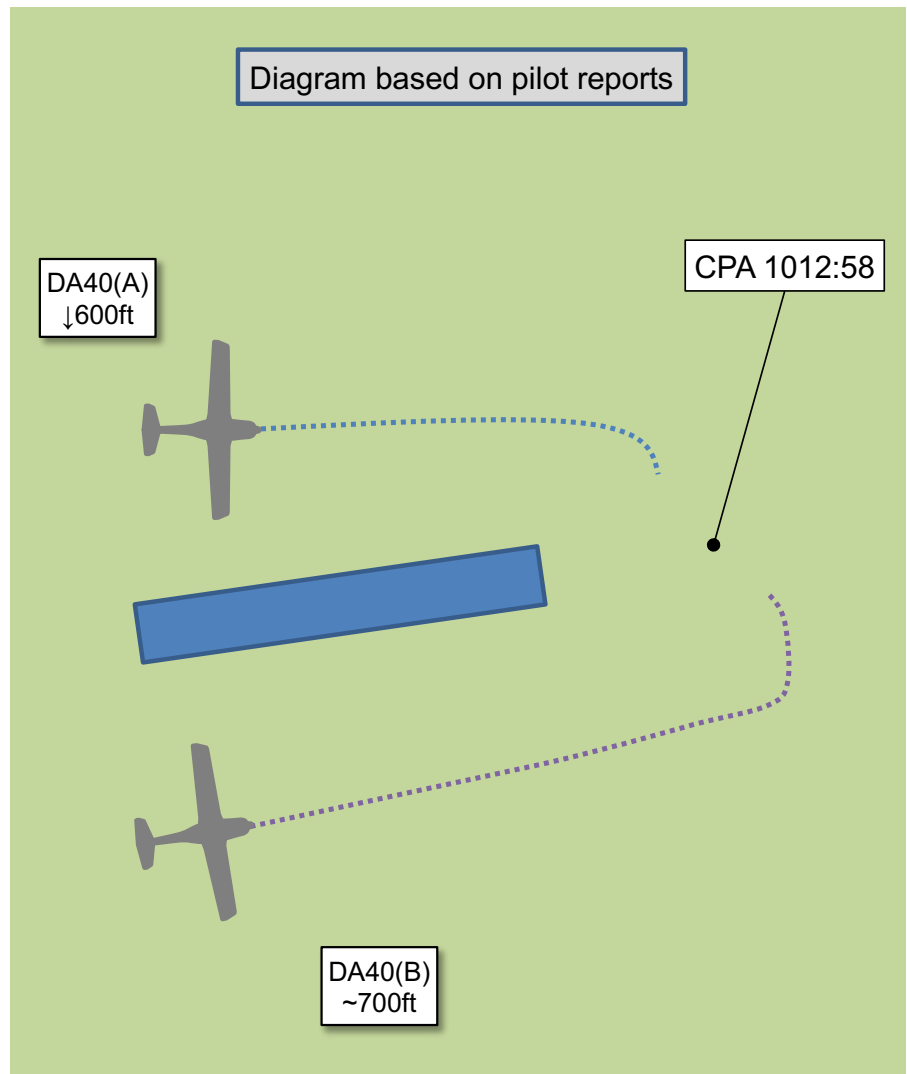 Diagram based on pilot reports
DA40(A)
↓600ft
CPA 1012:58
DA40(B)
~700ft